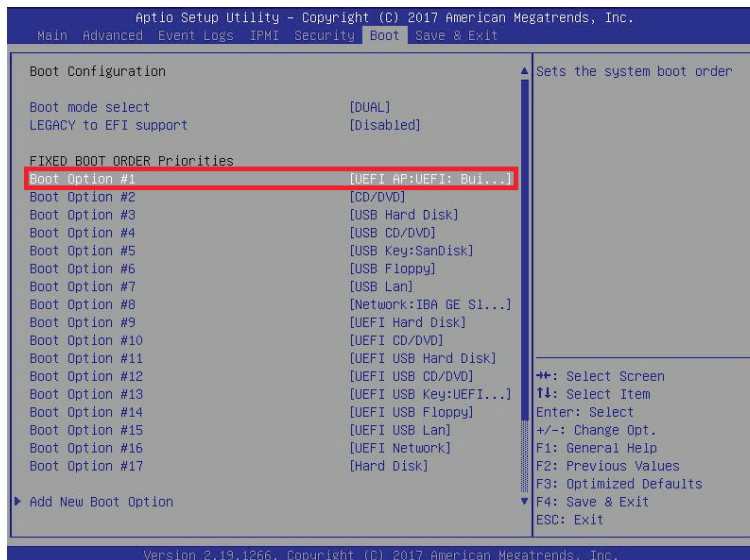 Aptio Setup Utility – Copyright (C) 2017 American Megatrends, Inc.
Main Advanced Event Logs IPMI Security Boot Save & Exit
Boot Configuration
Boot mode select [DUAL]
LEGACY to EFI support [Disabled]
FIXED BOOT ORDER Priorities
Boot Option #1 [UEFI AP:UEFI: Bui...]
Boot Option #2 [CD/DVD]
Boot Option #3 [USB Hard Disk]
Boot Option #4 [USB CD/DVD]
Boot Option #5 [USB Key:SanDisk]
Boot Option #6 [USB Floppy]
Boot Option #7 [USB Lan]
Boot Option #8 [Network:IBA GE Sl...]
Boot Option #9 [UEFI Hard Disk]
Boot Option #10 [UEFI CD/DVD]
Boot Option #11 [UEFI USB Hard Disk]
Boot Option #12 [UEFI USB CD/DVD]
Boot Option #13 [UEFI USB Key:UEFI...]
Boot Option #14 [UEFI USB Floppy]
Boot Option #15 [UEFI USB Lan]
Boot Option #16 [UEFI Network]
Boot Option #17 [Hard Disk]
▶ Add New Boot Option
Sets the system boot order
→←: Select Screen
↑↓: Select Item
Enter: Select
+/-: Change Opt.
F1: General Help
F2: Previous Values
F3: Optimized Defaults
F4: Save & Exit
ESC: Exit
Version 2.19.1266. Copyright (C) 2017 American Megatrends, Inc.